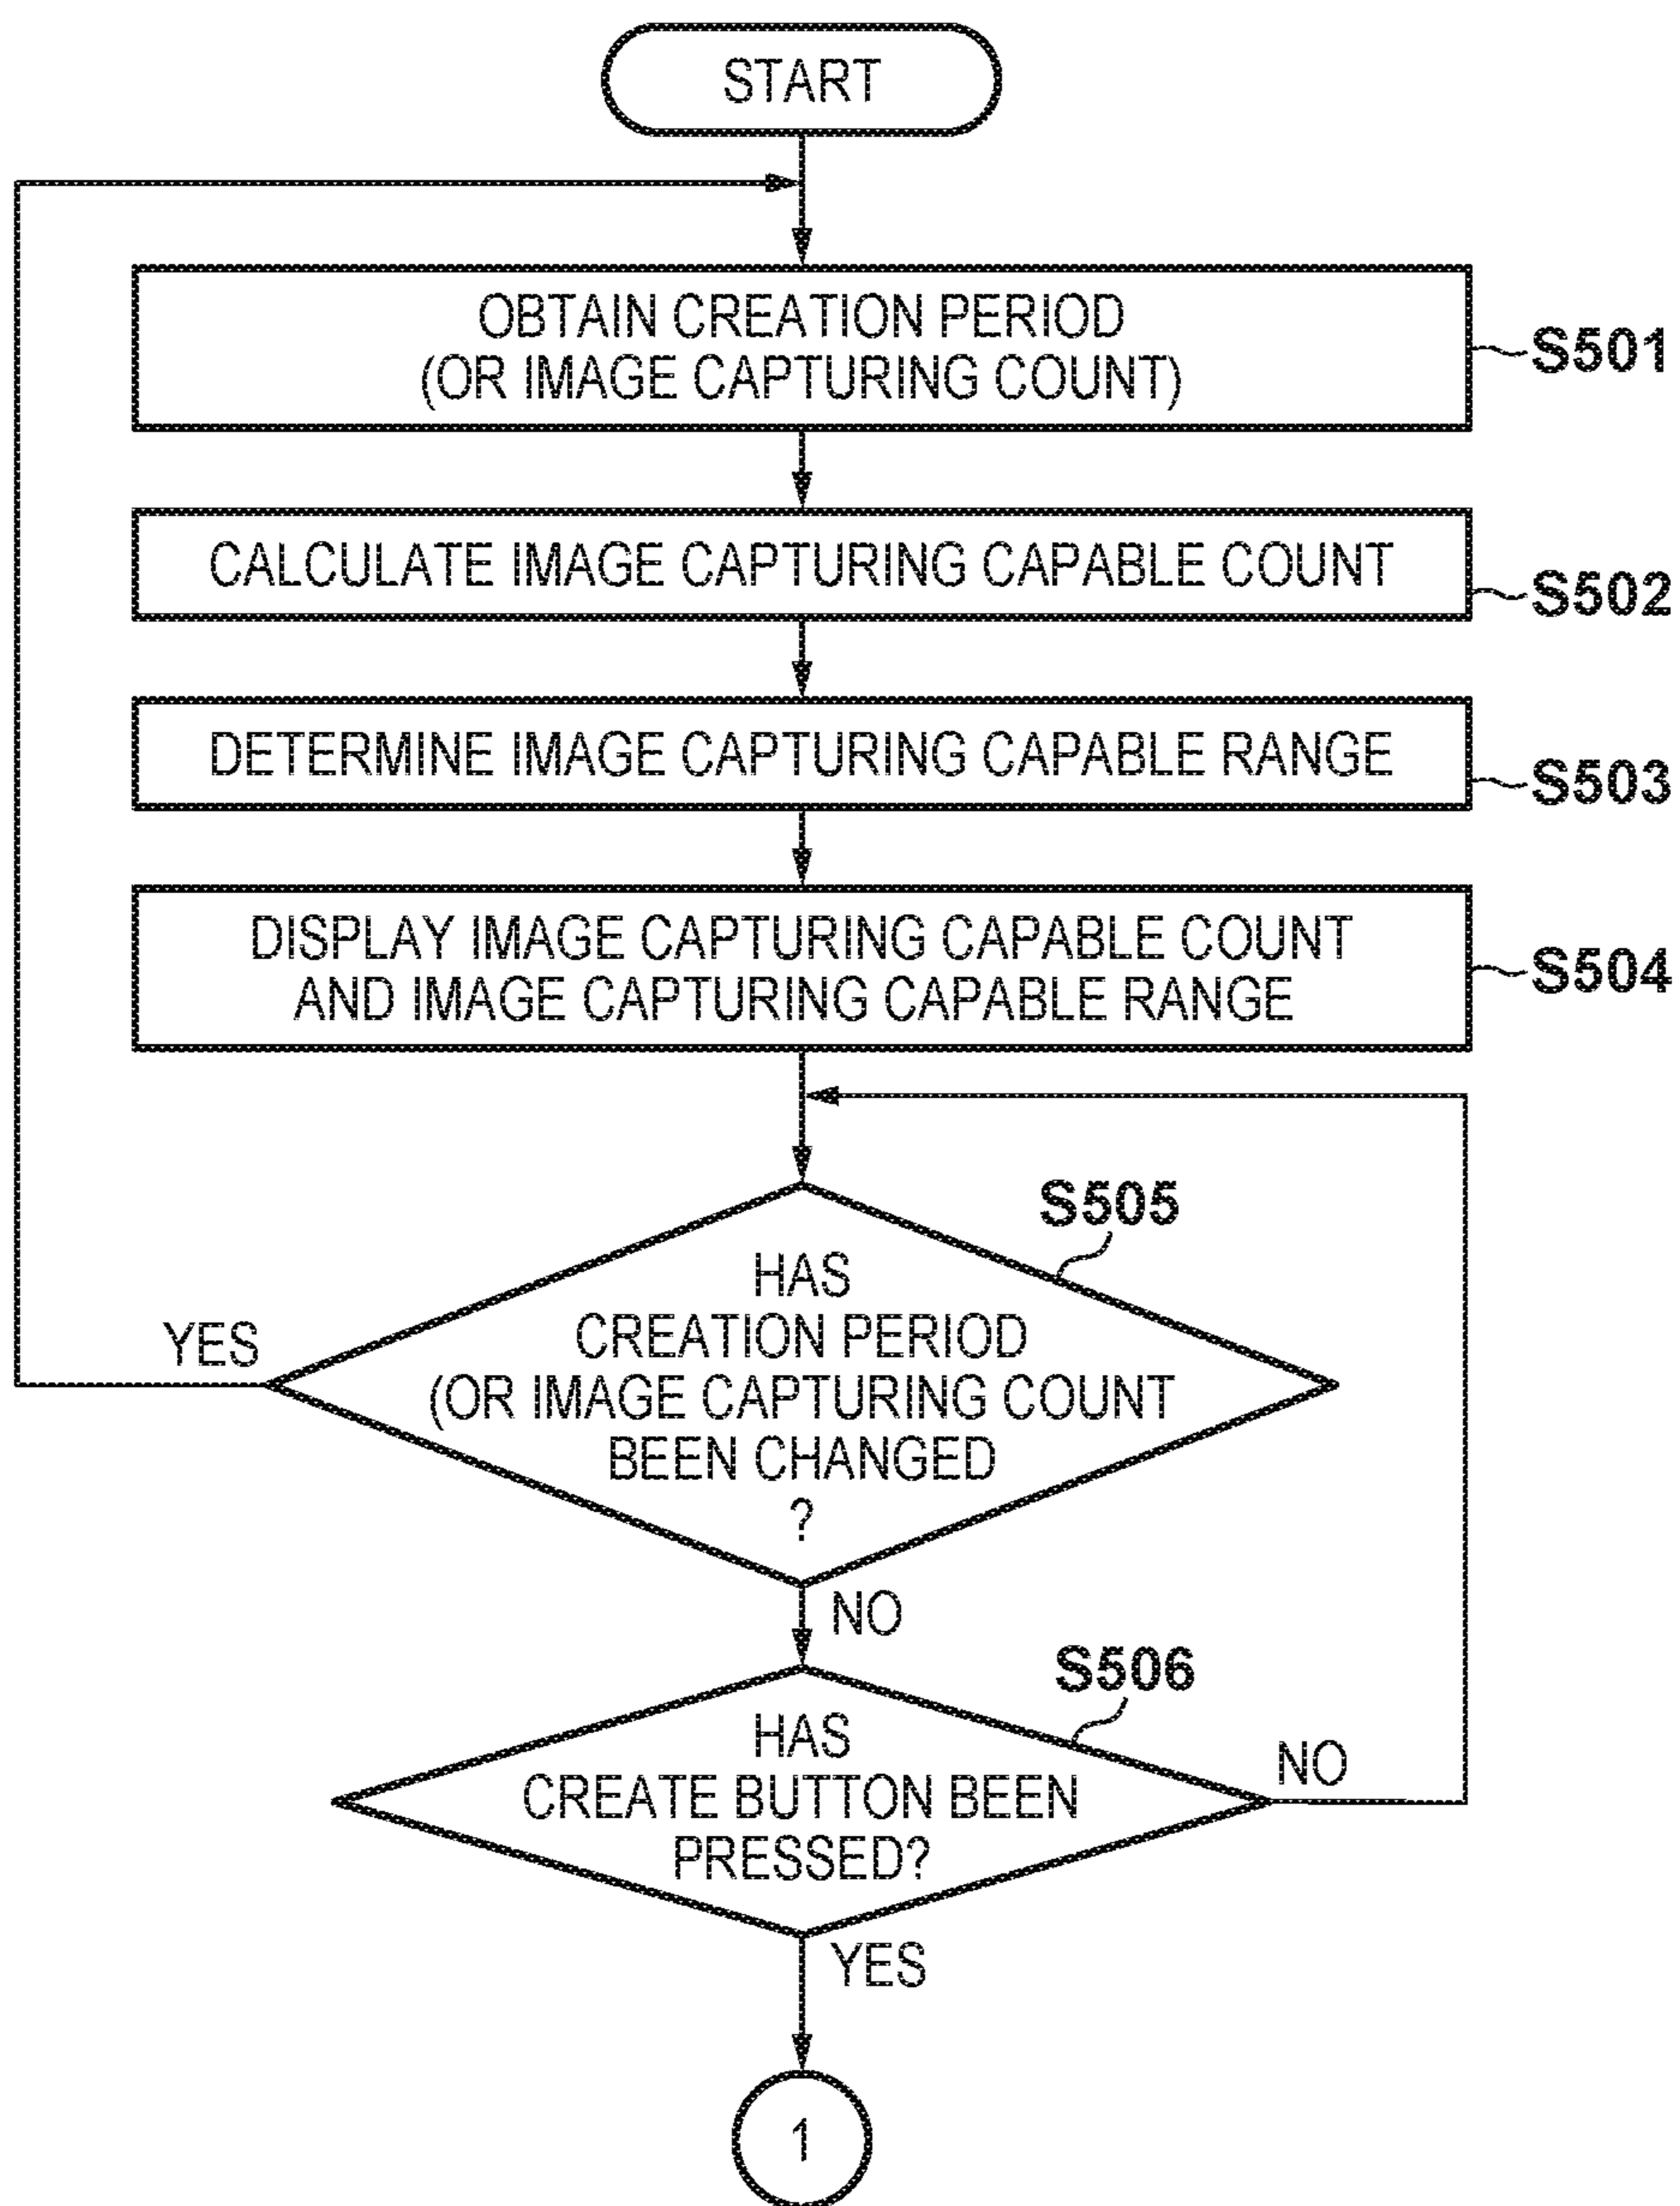 START
OBTAIN CREATION PERIOD
(OR IMAGE CAPTURING COUNT)
S501
CALCULATE IMAGE CAPTURING CAPABLE COUNT
S502
DETERMINE IMAGE CAPTURING CAPABLE RANGE
S503
DISPLAY IMAGE CAPTURING CAPABLE COUNT
AND IMAGE CAPTURING CAPABLE RANGE
S504
S505
HAS
CREATION PERIOD
(OR IMAGE CAPTURING COUNT
BEEN CHANGED
?
YES
NO
S506
HAS
CREATE BUTTON BEEN
PRESSED?
NO
YES
1